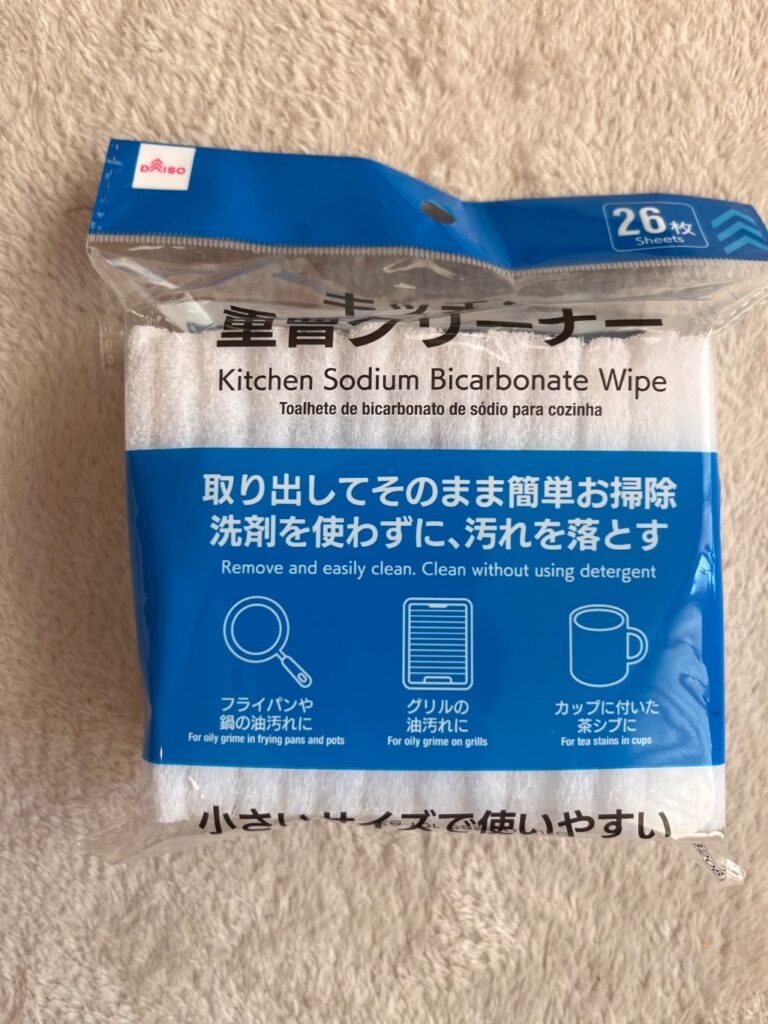 DAISO
26枚
Sheets
キッチン
重曹クリーナー
Kitchen Sodium Bicarbonate Wipe
Toalhete de bicarbonato de sódio para cozinha
取り出してそのまま簡単お掃除
洗剤を使わずに、汚れを落とす
Remove and easily clean. Clean without using detergent
フライパンや
鍋の油汚れに
For oily grime in frying pans and pots
グリルの
油汚れに
For oily grime on grills
カップに付いた
茶シブに
For tea stains in cups
小さいサイズで使いやすい